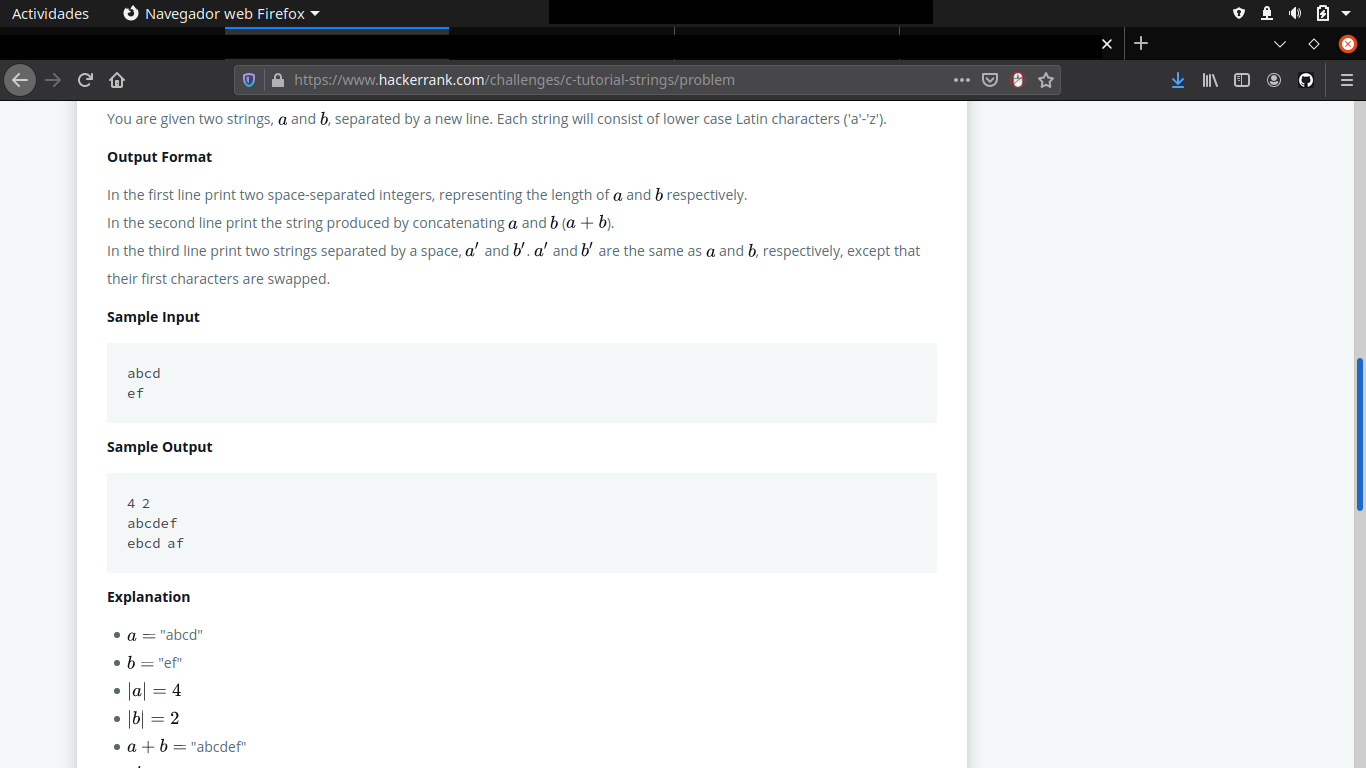 Actividades
Navegador web Firefox
https://www.hackerrank.com/challenges/c-tutorial-strings/problem
You are given two strings, a and b, separated by a new line. Each string will consist of lower case Latin characters ('a'-'z').
Output Format
In the first line print two space-separated integers, representing the length of a and b respectively.
In the second line print the string produced by concatenating a and b (a + b).
In the third line print two strings separated by a space, a′ and b′. a′ and b′ are the same as a and b, respectively, except that
their first characters are swapped.
Sample Input
abcd
ef
Sample Output
4 2
abcdef
ebcd af
Explanation
• a = "abcd"
• b = "ef"
• |a| = 4
• |b| = 2
• a + b = "abcdef"